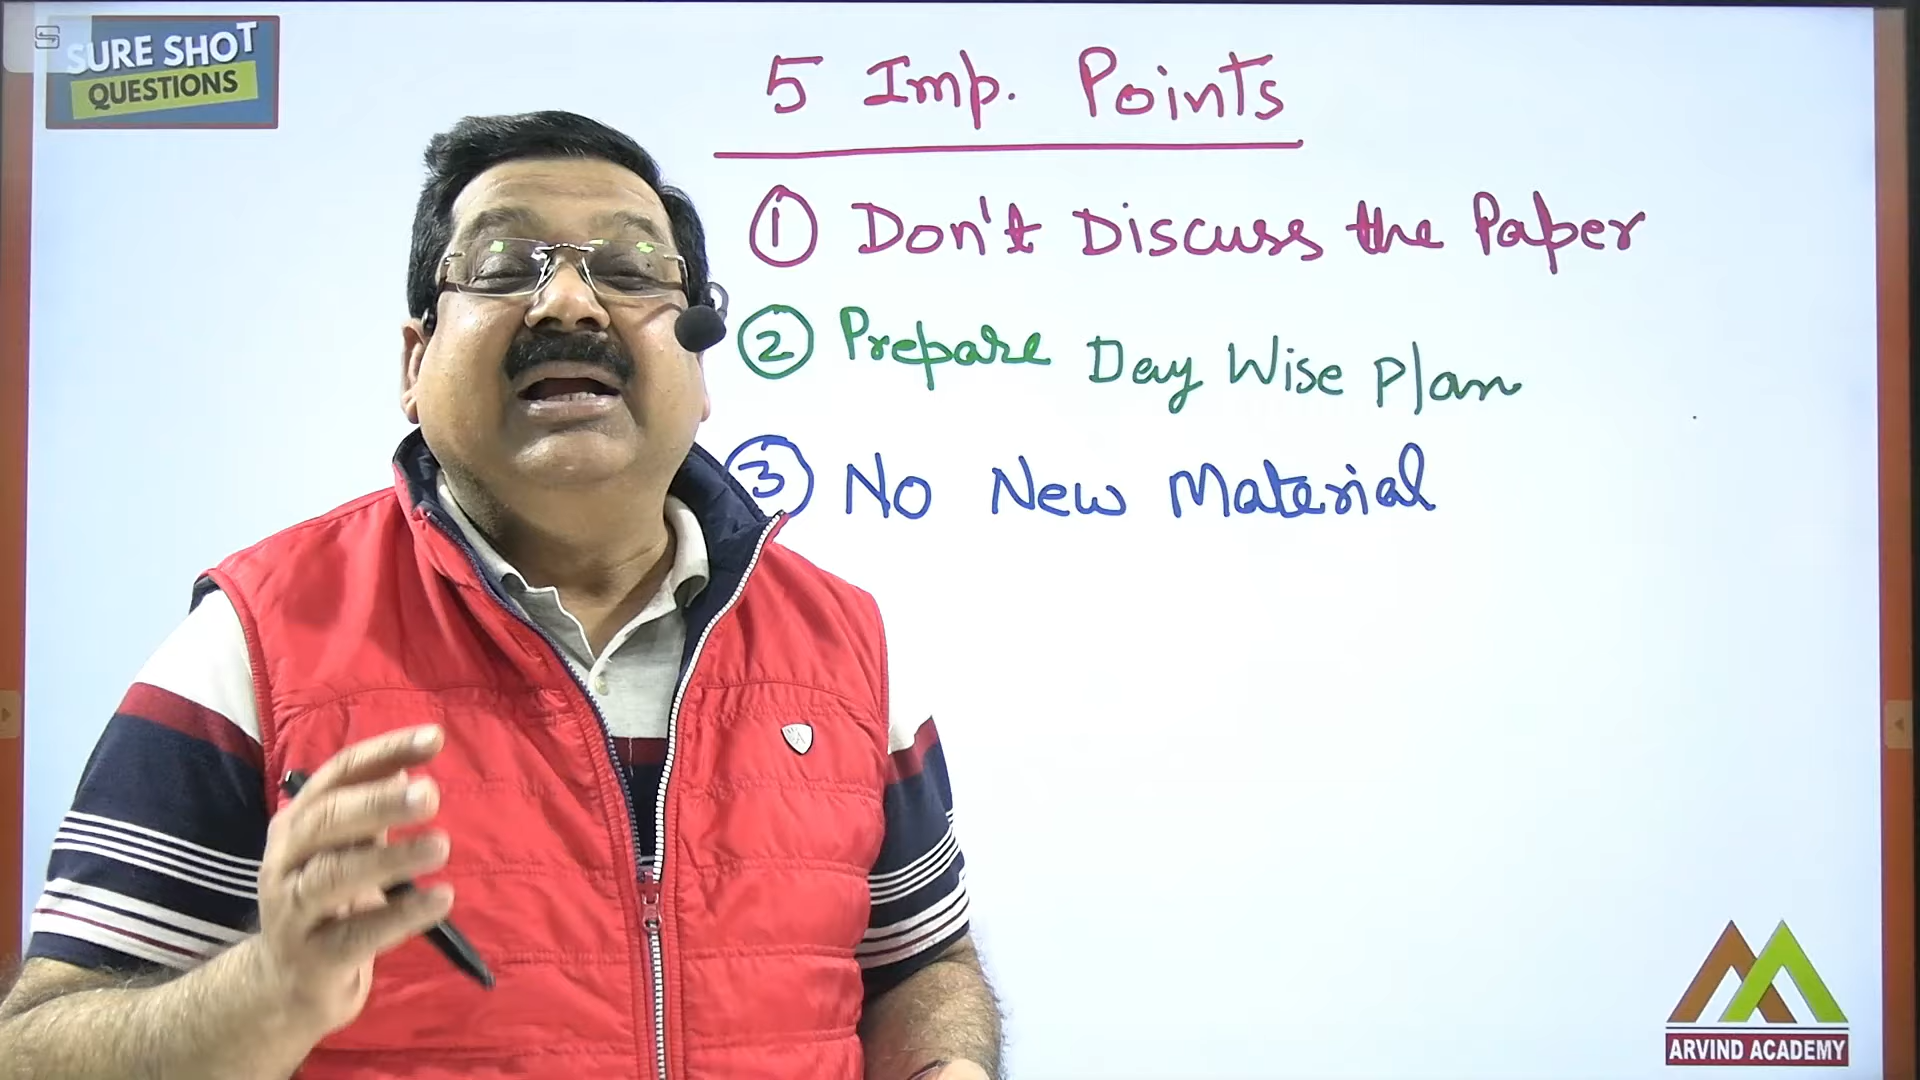 SURE SHOT
QUESTIONS
5 Imp. Points
1 Don't Discuss the Paper
2 Prepare Day Wise Plan
3 No New Material
ARVIND ACADEMY